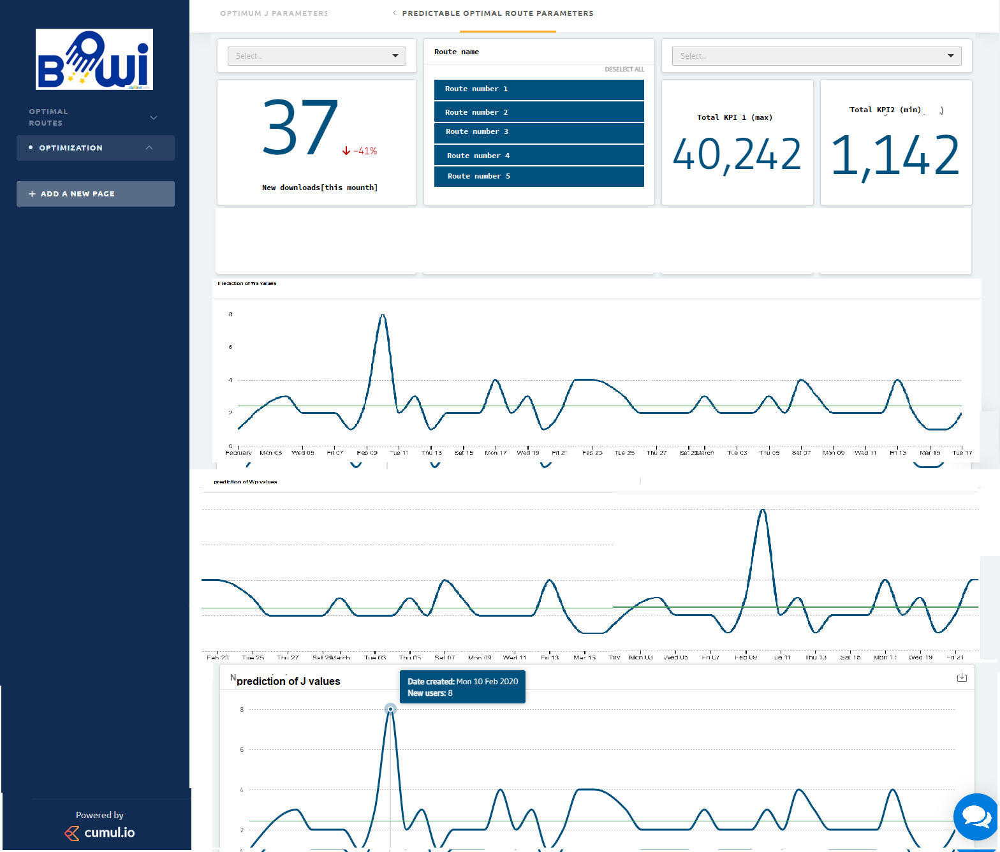 OPTIMUM J PARAMETERS
PREDICTABLE OPTIMAL ROUTE PARAMETERS
BOWi
OPTIMAL
ROUTES
OPTIMIZATION
+ ADD A NEW PAGE
Select...
Route name
DESELECT ALL
Route number 1
Route number 2
Route number 3
Route number 4
Route number 5
Select...
37
−41%
New downloads[this mounth]
Total KPI_1 (max)
40,242
Total KPI2 (min)
1,142
Prediction of Ws values
8
6
4
2
0
February Mon 03 Wed 05 Fri 07 Feb 09 Tue 11 Thu 13 Sat 15 Mon 17 Wed 19 Fri 21 Feb 23 Tue 25 Thu 27 Sat 29 March Tue 03 Thu 05 Sat 07 Mon 09 Wed 11 Fri 13 Mar 15 Tue 17
prediction of Wp values
Feb 23 Tue 25 Thu 27 Sat 29 March Tue 03 Thu 05 Sat 07 Mon 09 Wed 11 Fri 13 Mar 15 Mon 03 Wed 05 Fri 07 Feb 09 Tue 11 Thu 13 Sat 15 Mon 17 Wed 19 Fri 21
N
prediction of J values
Date created: Mon 10 Feb 2020
New users: 8
8
6
4
2
Powered by
cumul.io